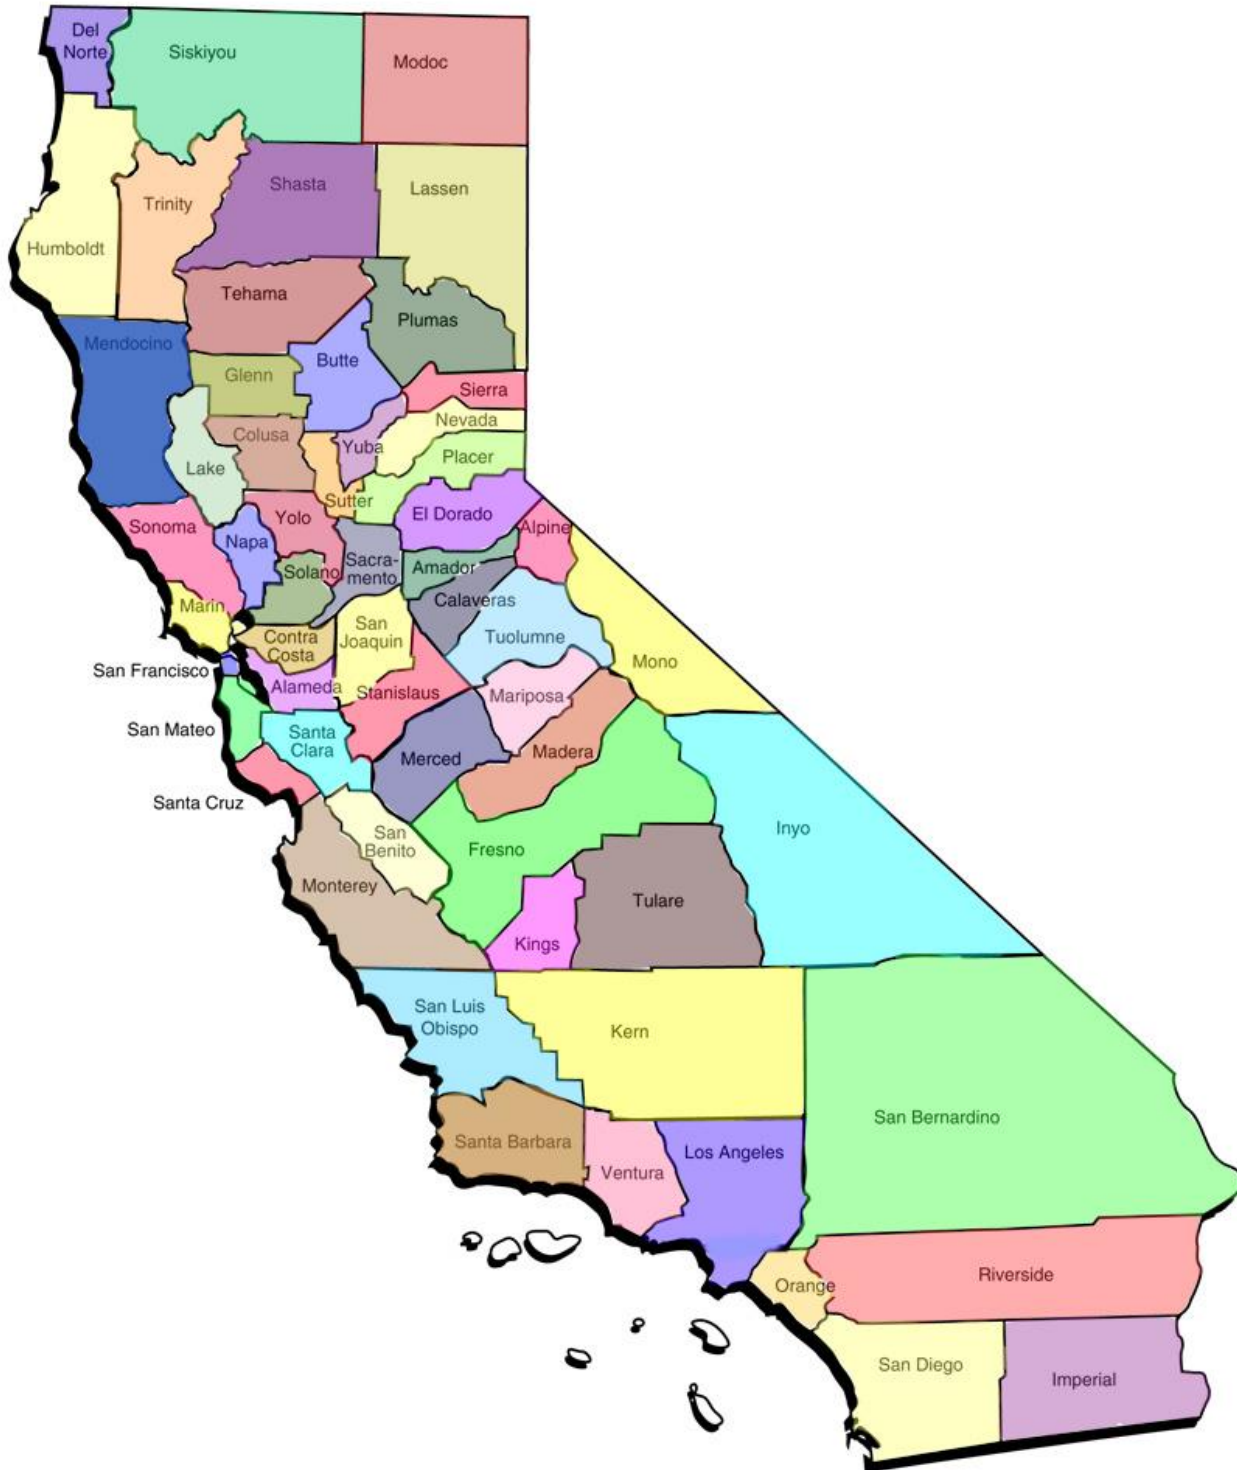 Del
Norte
Siskiyou
Modoc
Shasta
Lassen
Trinity
Humboldt
Tehama
Plumas
Mendocino
Butte
Glenn
Sierra
Nevada
Colusa
Yuba
Placer
Lake
Sutter
El Dorado
Yolo
Sonoma
Alpine
Napa
Sacra-
mento
Solano
Amador
Calaveras
Marin
San
Joaquin
Contra
Costa
Tuolumne
Mono
San Francisco
Alameda
Stanislaus
Mariposa
San Mateo
Santa
Clara
Merced
Madera
Santa Cruz
Inyo
San
Benito
Fresno
Monterey
Tulare
Kings
San Luis
Obispo
Kern
San Bernardino
Santa Barbara
Los Angeles
Ventura
Riverside
Orange
San Diego
Imperial